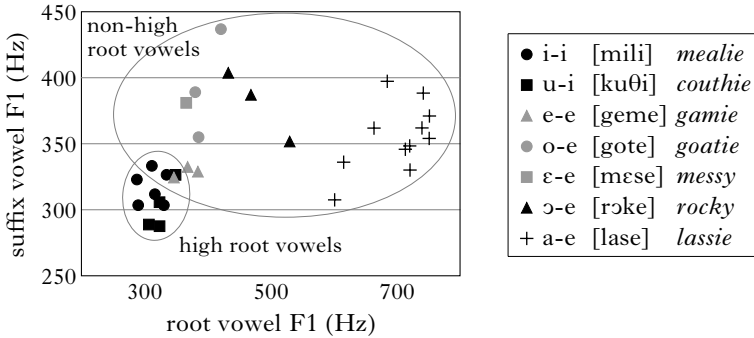 450
400
350
300
250
suffix vowel F1 (Hz)
non-high
root vowels
high root vowels
300
500
700
root vowel F1 (Hz)
i-i [mili] mealie
u-i [kuθi] couthie
e-e [geme] gamie
o-e [gote] goatie
ɛ-e [mɛse] messy
ɔ-e [rɔke] rocky
a-e [lase] lassie